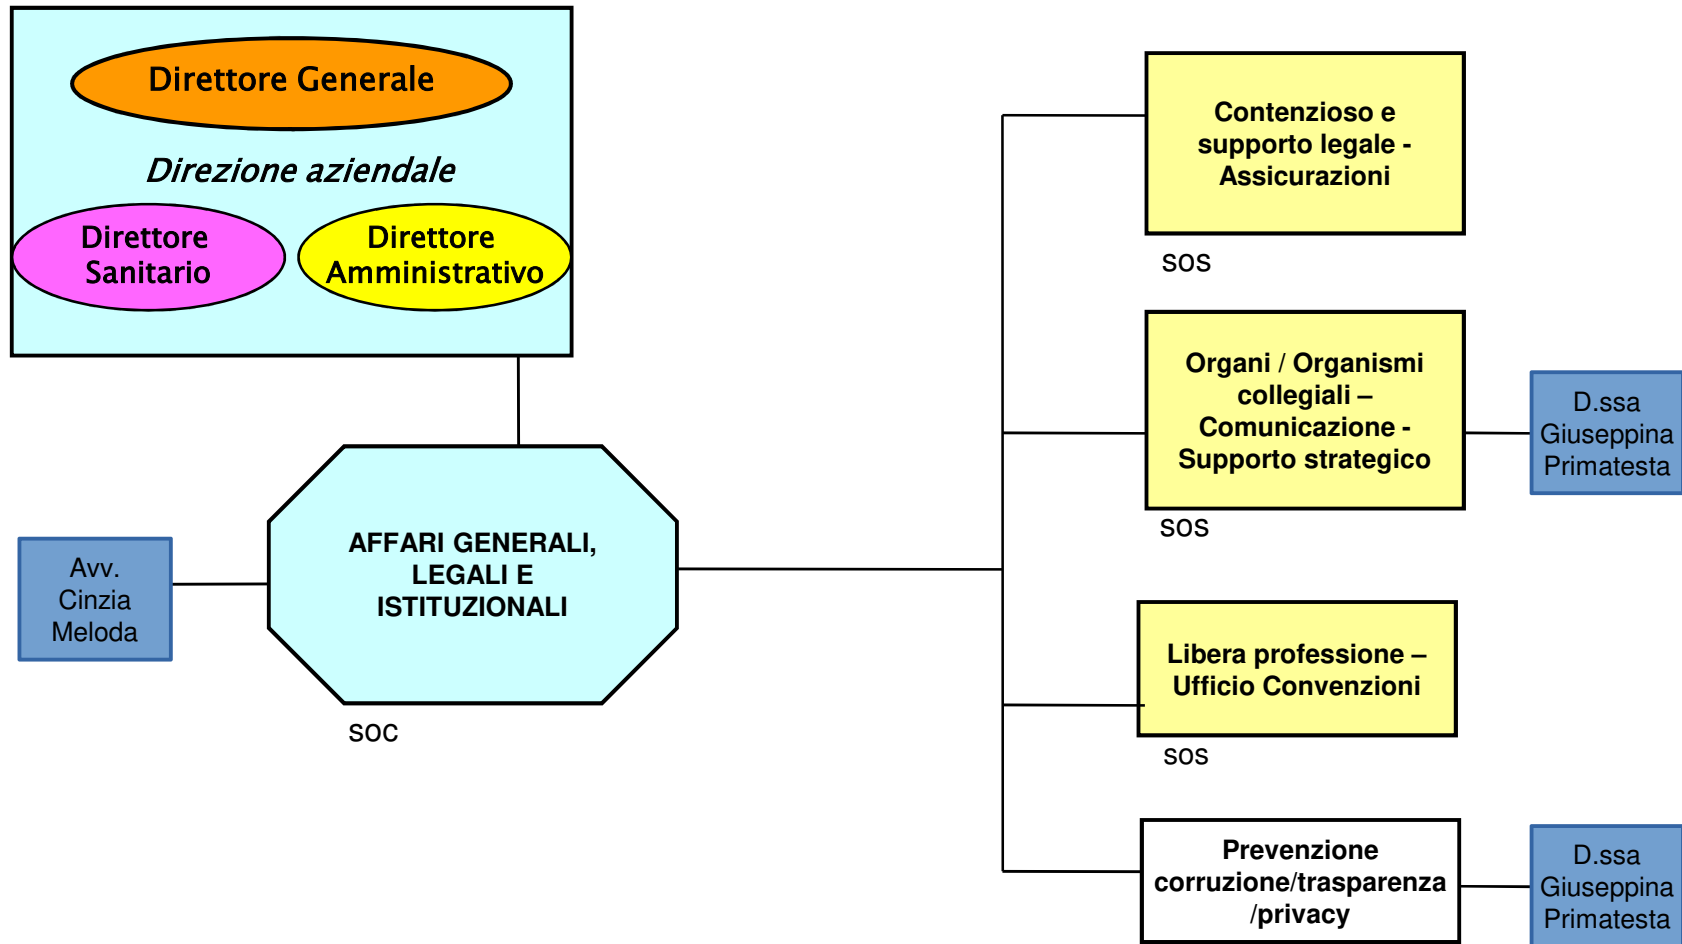 Direttore Generale
Direzione aziendale
Direttore
Sanitario
Direttore
Amministrativo
AFFARI GENERALI,
LEGALI E
ISTITUZIONALI
soc
Avv.
Cinzia
Meloda
Contenzioso e
supporto legale -
Assicurazioni
sos
Organi / Organismi
collegiali –
Comunicazione -
Supporto strategico
sos
D.ssa
Giuseppina
Primatesta
Libera professione –
Ufficio Convenzioni
sos
Prevenzione
corruzione/trasparenza
/privacy
D.ssa
Giuseppina
Primatesta